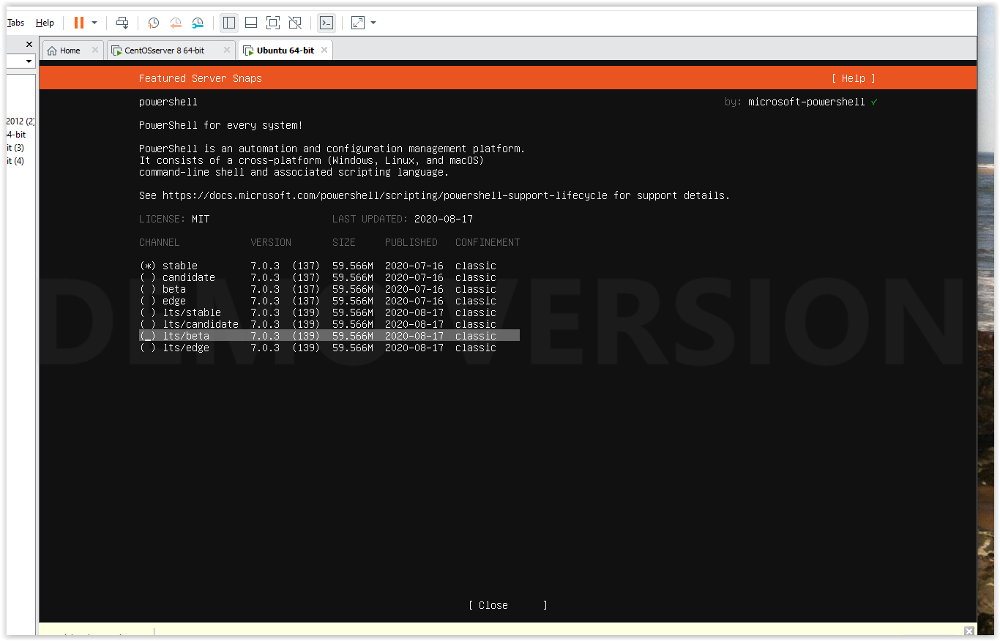 Tabs Help
Home CentOSserver 8 64-bit Ubuntu 64-bit
2012 (2)
4-bit
it (3)
it (4)
Featured Server Snaps [ Help ]
powershell by: microsoft-powershell ✓
PowerShell for every system!
PowerShell is an automation and configuration management platform.
It consists of a cross-platform (Windows, Linux, and macOS)
command-line shell and associated scripting language.
See https://docs.microsoft.com/powershell/scripting/powershell-support-lifecycle for support details.
LICENSE: MIT LAST UPDATED: 2020-08-17
CHANNEL VERSION SIZE PUBLISHED CONFINEMENT
(*) stable 7.0.3 (137) 59.566M 2020-07-16 classic
( ) candidate 7.0.3 (137) 59.566M 2020-07-16 classic
( ) beta 7.0.3 (137) 59.566M 2020-07-16 classic
( ) edge 7.0.3 (137) 59.566M 2020-07-16 classic
( ) lts/stable 7.0.3 (139) 59.566M 2020-08-17 classic
( ) lts/candidate 7.0.3 (139) 59.566M 2020-08-17 classic
(_) lts/beta 7.0.3 (139) 59.566M 2020-08-17 classic
( ) lts/edge 7.0.3 (139) 59.566M 2020-08-17 classic
DEMO VERSION
[ Close ]